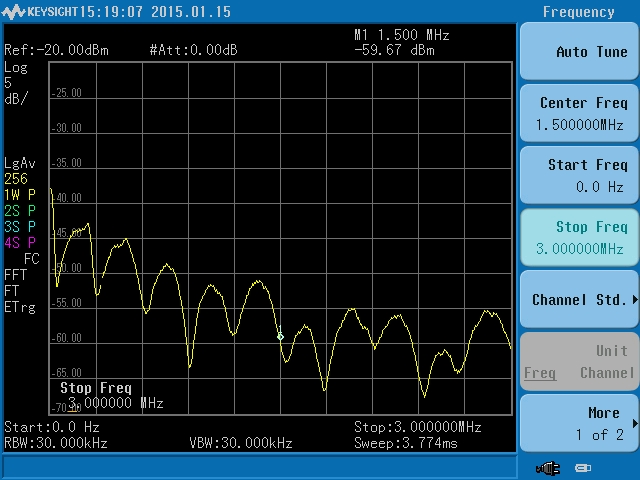 KEYSIGHT 15:19:07 2015.01.15
Frequency
M1 1.500 MHz
Ref:-20.00dBm #Att:0.00dB -59.67 dBm
Log
5
dB/
-25.00
-30.00
-35.00
-40.00
-45.00
-50.00
-55.00
-60.00
-65.00
-70.00
LgAv
256
1W P
2S P
3S P
4S P
FC
FFT
FT
ETrg
1
Stop Freq
3.000000 MHz
Start:0.0 Hz Stop:3.000000MHz
RBW:30.000kHz VBW:30.000kHz Sweep:3.774ms
Auto Tune
Center Freq
1.500000MHz
Start Freq
0.0 Hz
Stop Freq
3.000000MHz
Channel Std.
Unit
Freq Channel
More
1 of 2